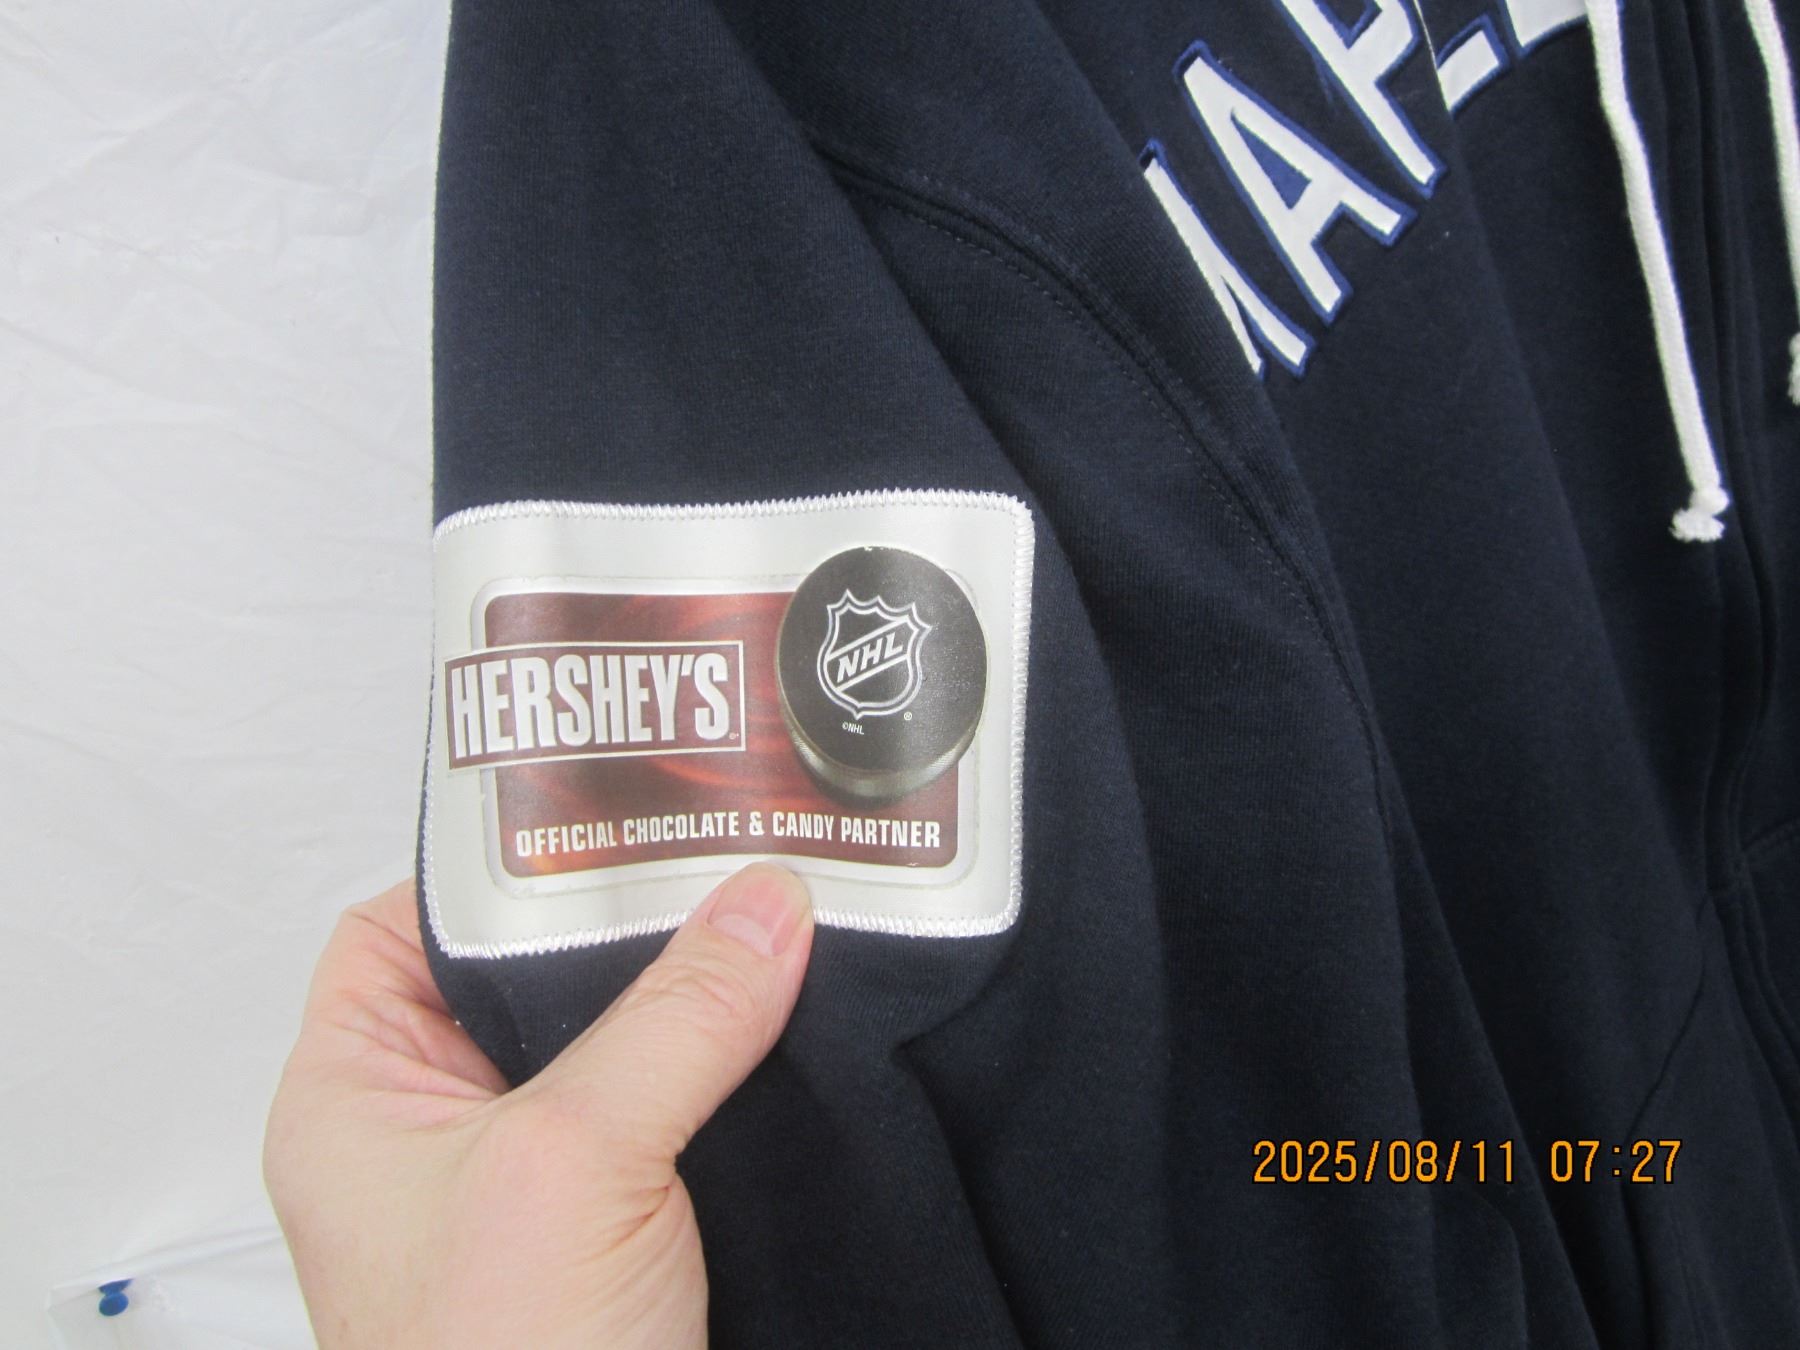 MAPL
HERSHEY'S
NHL
©NHL
®
OFFICIAL CHOCOLATE & CANDY PARTNER
2025/08/11 07:27